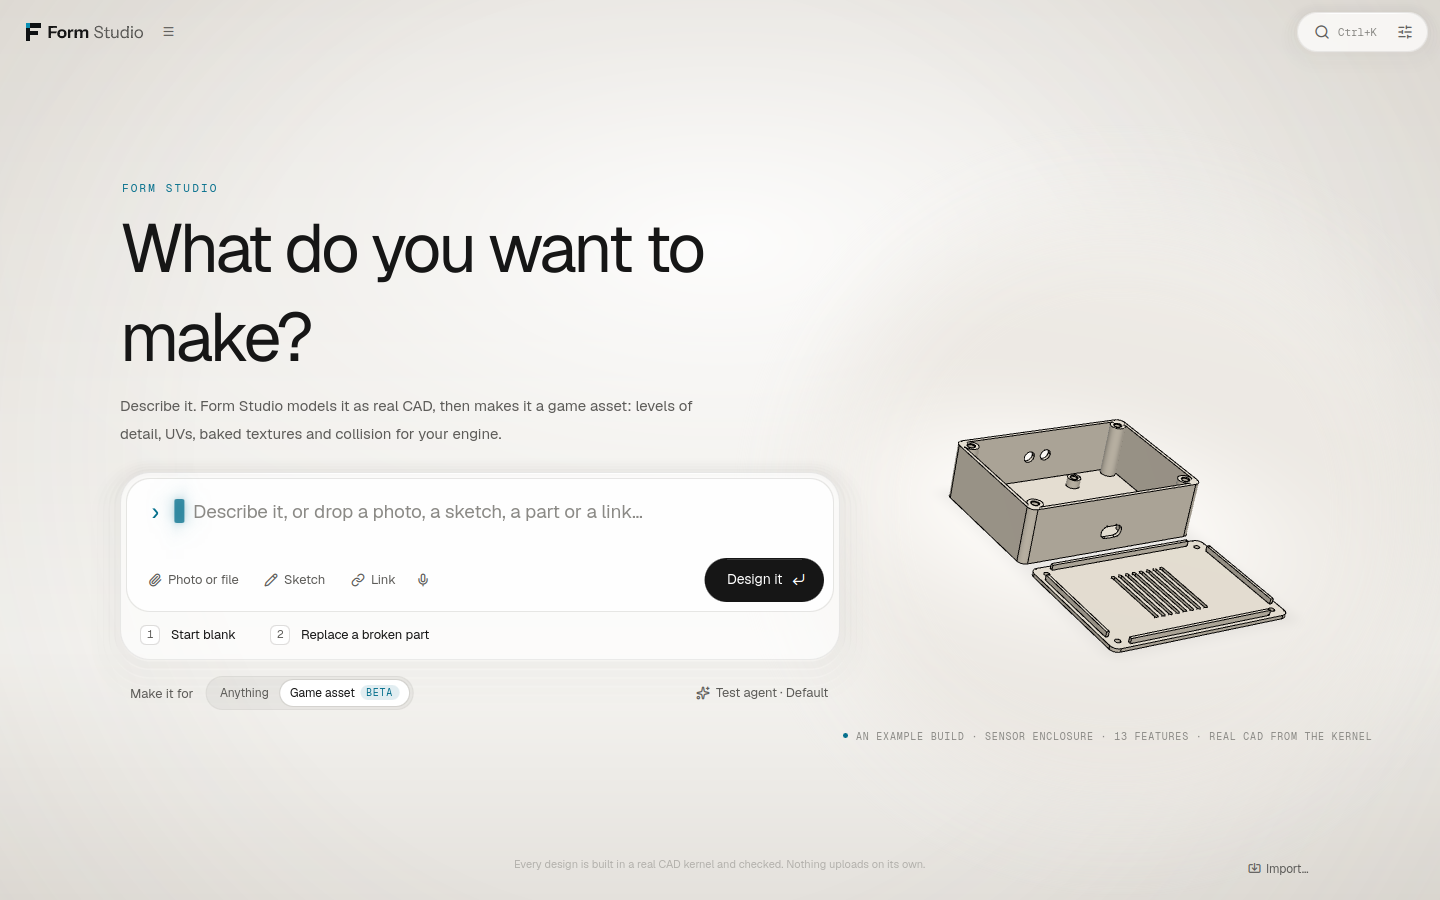 Form Studio
Ctrl+K
FORM STUDIO
What do you want to
make?
Describe it. Form Studio models it as real CAD, then makes it a game asset: levels of
detail, UVs, baked textures and collision for your engine.
› Describe it, or drop a photo, a sketch, a part or a link...
Photo or file Sketch Link Design it
1 Start blank 2 Replace a broken part
Make it for Anything Game asset BETA Test agent · Default
AN EXAMPLE BUILD · SENSOR ENCLOSURE · 13 FEATURES · REAL CAD FROM THE KERNEL
Every design is built in a real CAD kernel and checked. Nothing uploads on its own.
Import...